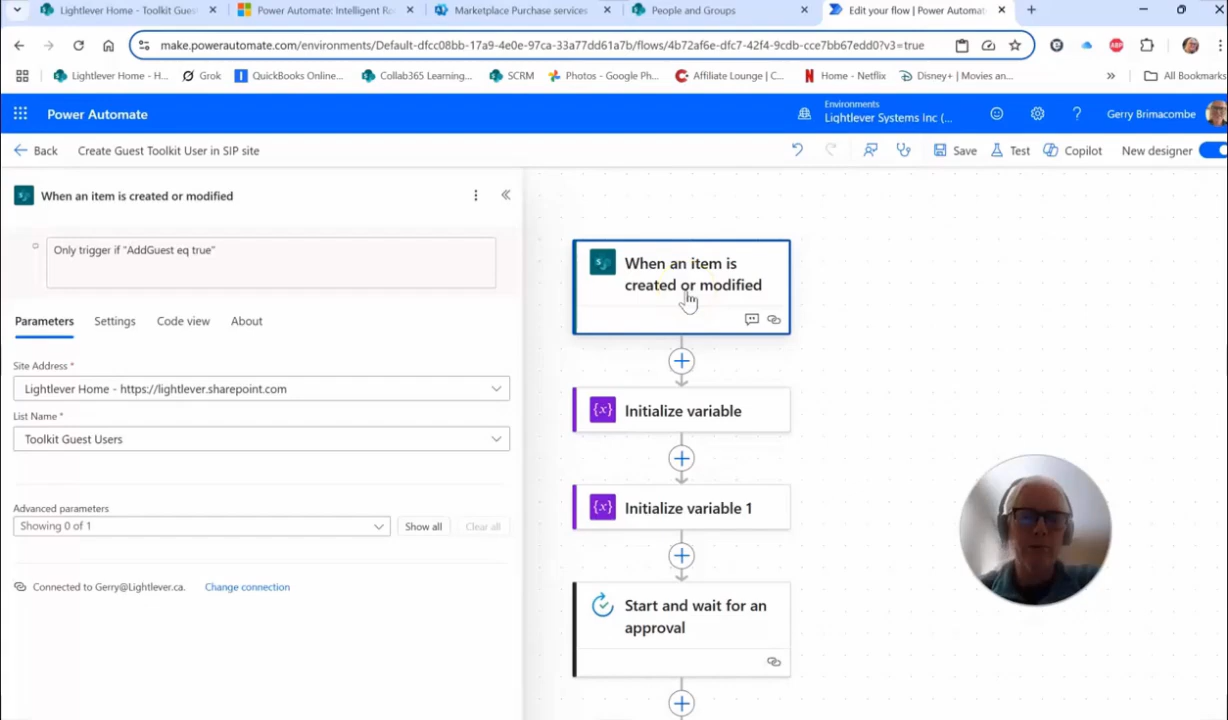 Lightlever Home - Toolkit Gues
Power Automate: Intelligent Ro
Marketplace Purchase services
People and Groups
Edit your flow | Power Automat
make.powerautomate.com/environments/Default-dfcc08bb-17a9-4e0e-97ca-33a77dd61a7b/flows/4b72af6e-dfc7-42f4-9cdb-cce7bb67edd0?v3=true
ABP
Lightlever Home - H...
Grok
QuickBooks Online...
Collab365 Learning...
SCRM
Photos - Google Ph...
Affiliate Lounge | C...
Home - Netflix
Disney+ | Movies an...
»
All Bookmarks
Power Automate
Environments
Lightlever Systems Inc (...
Gerry Brimacombe
Back
Create Guest Toolkit User in SIP site
Save
Test
Copilot
New designer
When an item is created or modified
Only trigger if "AddGuest eq true"
Parameters
Settings
Code view
About
Site Address *
Lightlever Home - https://lightlever.sharepoint.com
List Name *
Toolkit Guest Users
Advanced parameters
Showing 0 of 1
Show all
Clear all
Connected to Gerry@Lightlever.ca.
Change connection
When an item is
created or modified
{x} Initialize variable
{x} Initialize variable 1
Start and wait for an
approval